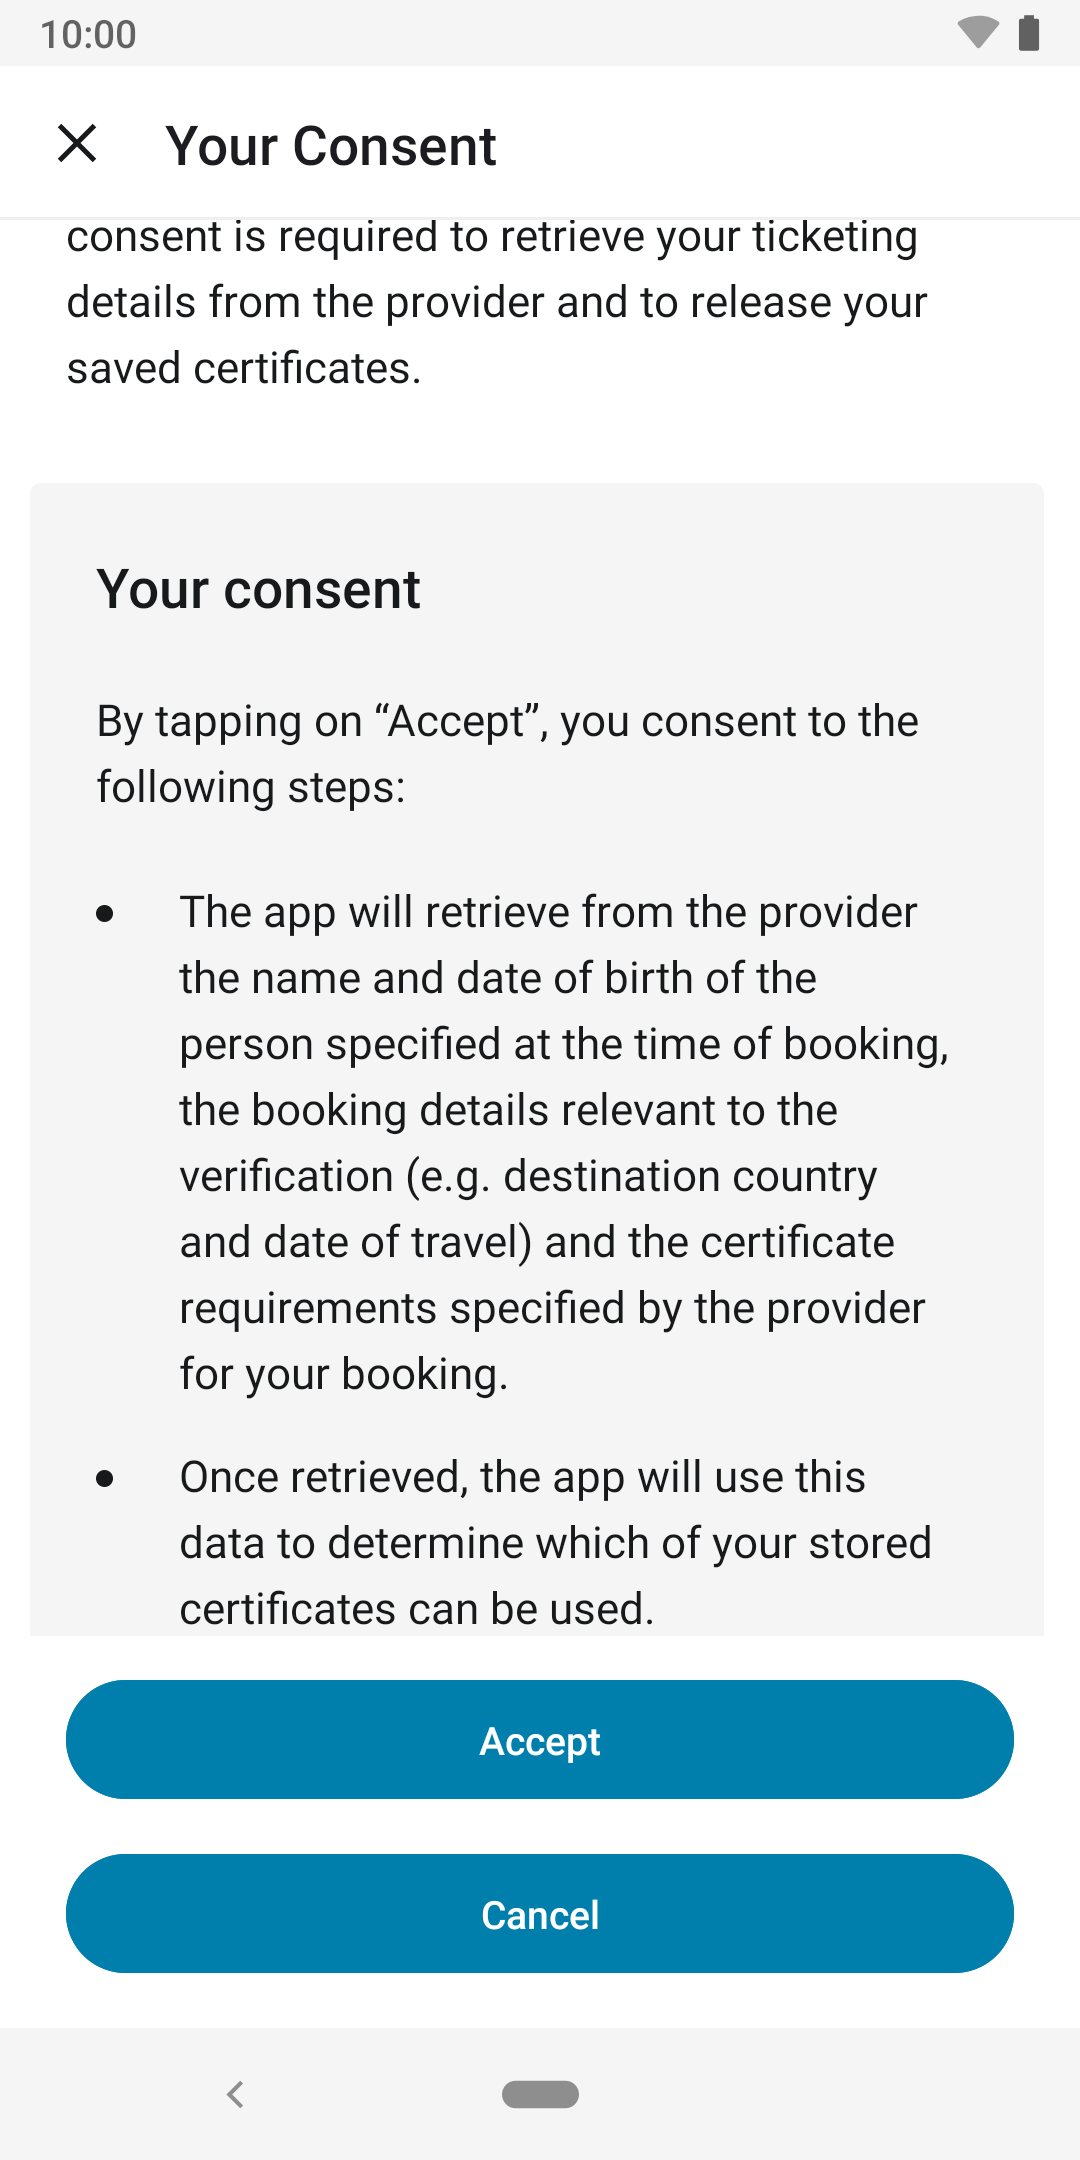 10:00
Your Consent
consent is required to retrieve your ticketing
details from the provider and to release your
saved certificates.
Your consent
By tapping on “Accept”, you consent to the
following steps:
• The app will retrieve from the provider
the name and date of birth of the
person specified at the time of booking,
the booking details relevant to the
verification (e.g. destination country
and date of travel) and the certificate
requirements specified by the provider
for your booking.
• Once retrieved, the app will use this
data to determine which of your stored
certificates can be used.
Accept
Cancel